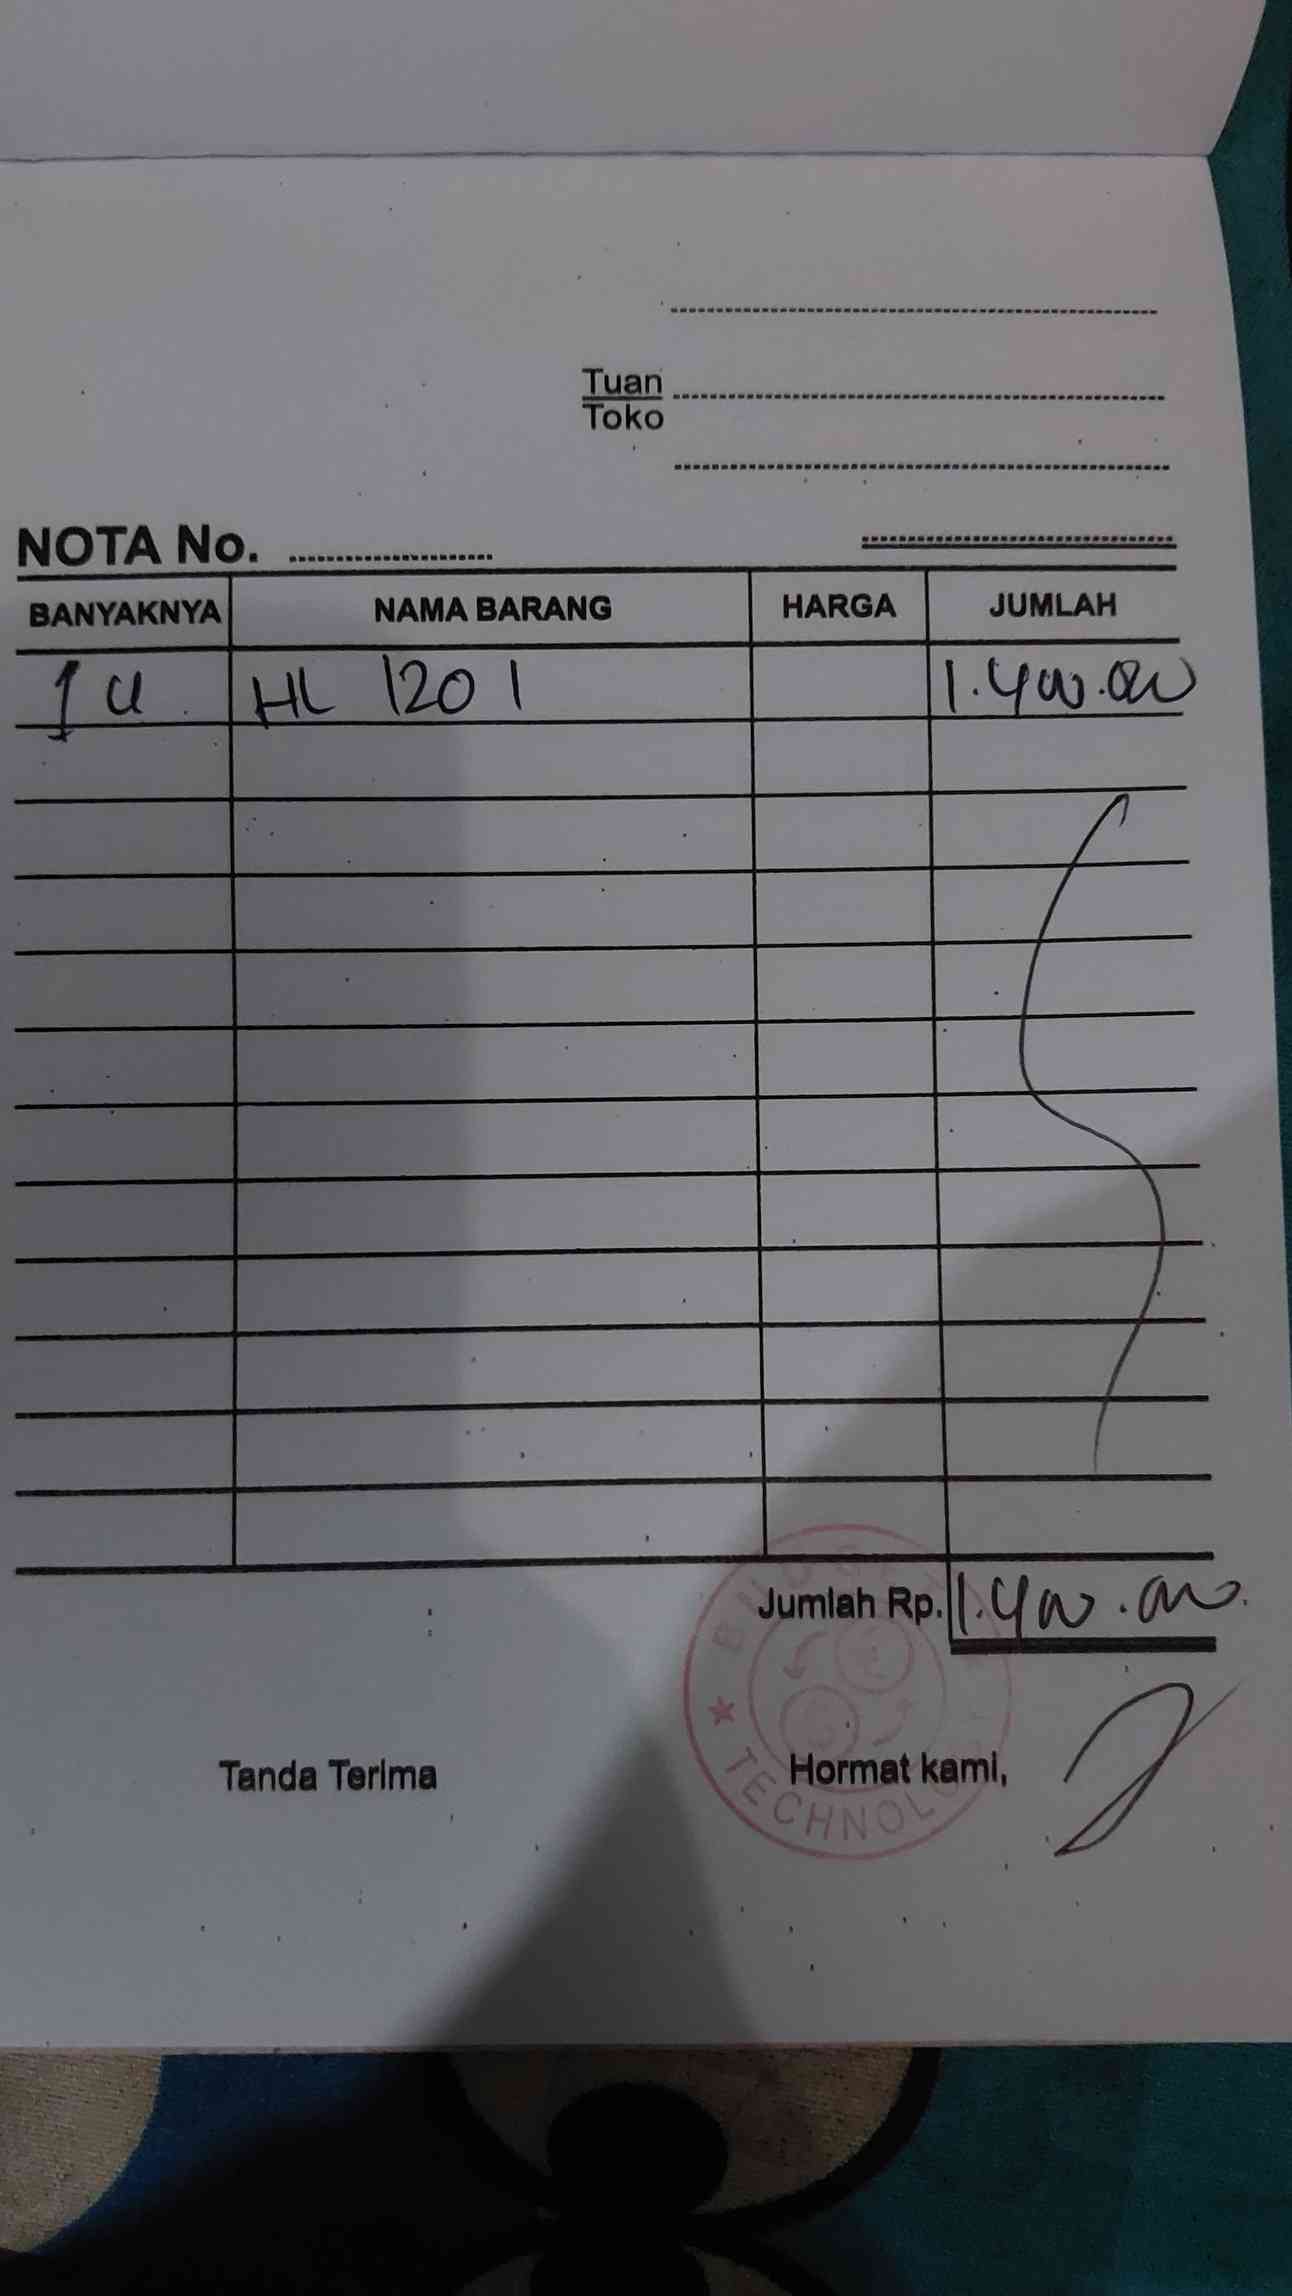 Tuan
Toko
NOTA No.
BANYAKNYA NAMA BARANG HARGA JUMLAH
1 u HL 1201 1.400.000
Jumlah Rp. 1.400.000
Tanda Terima Hormat kami,
TECHNOLO